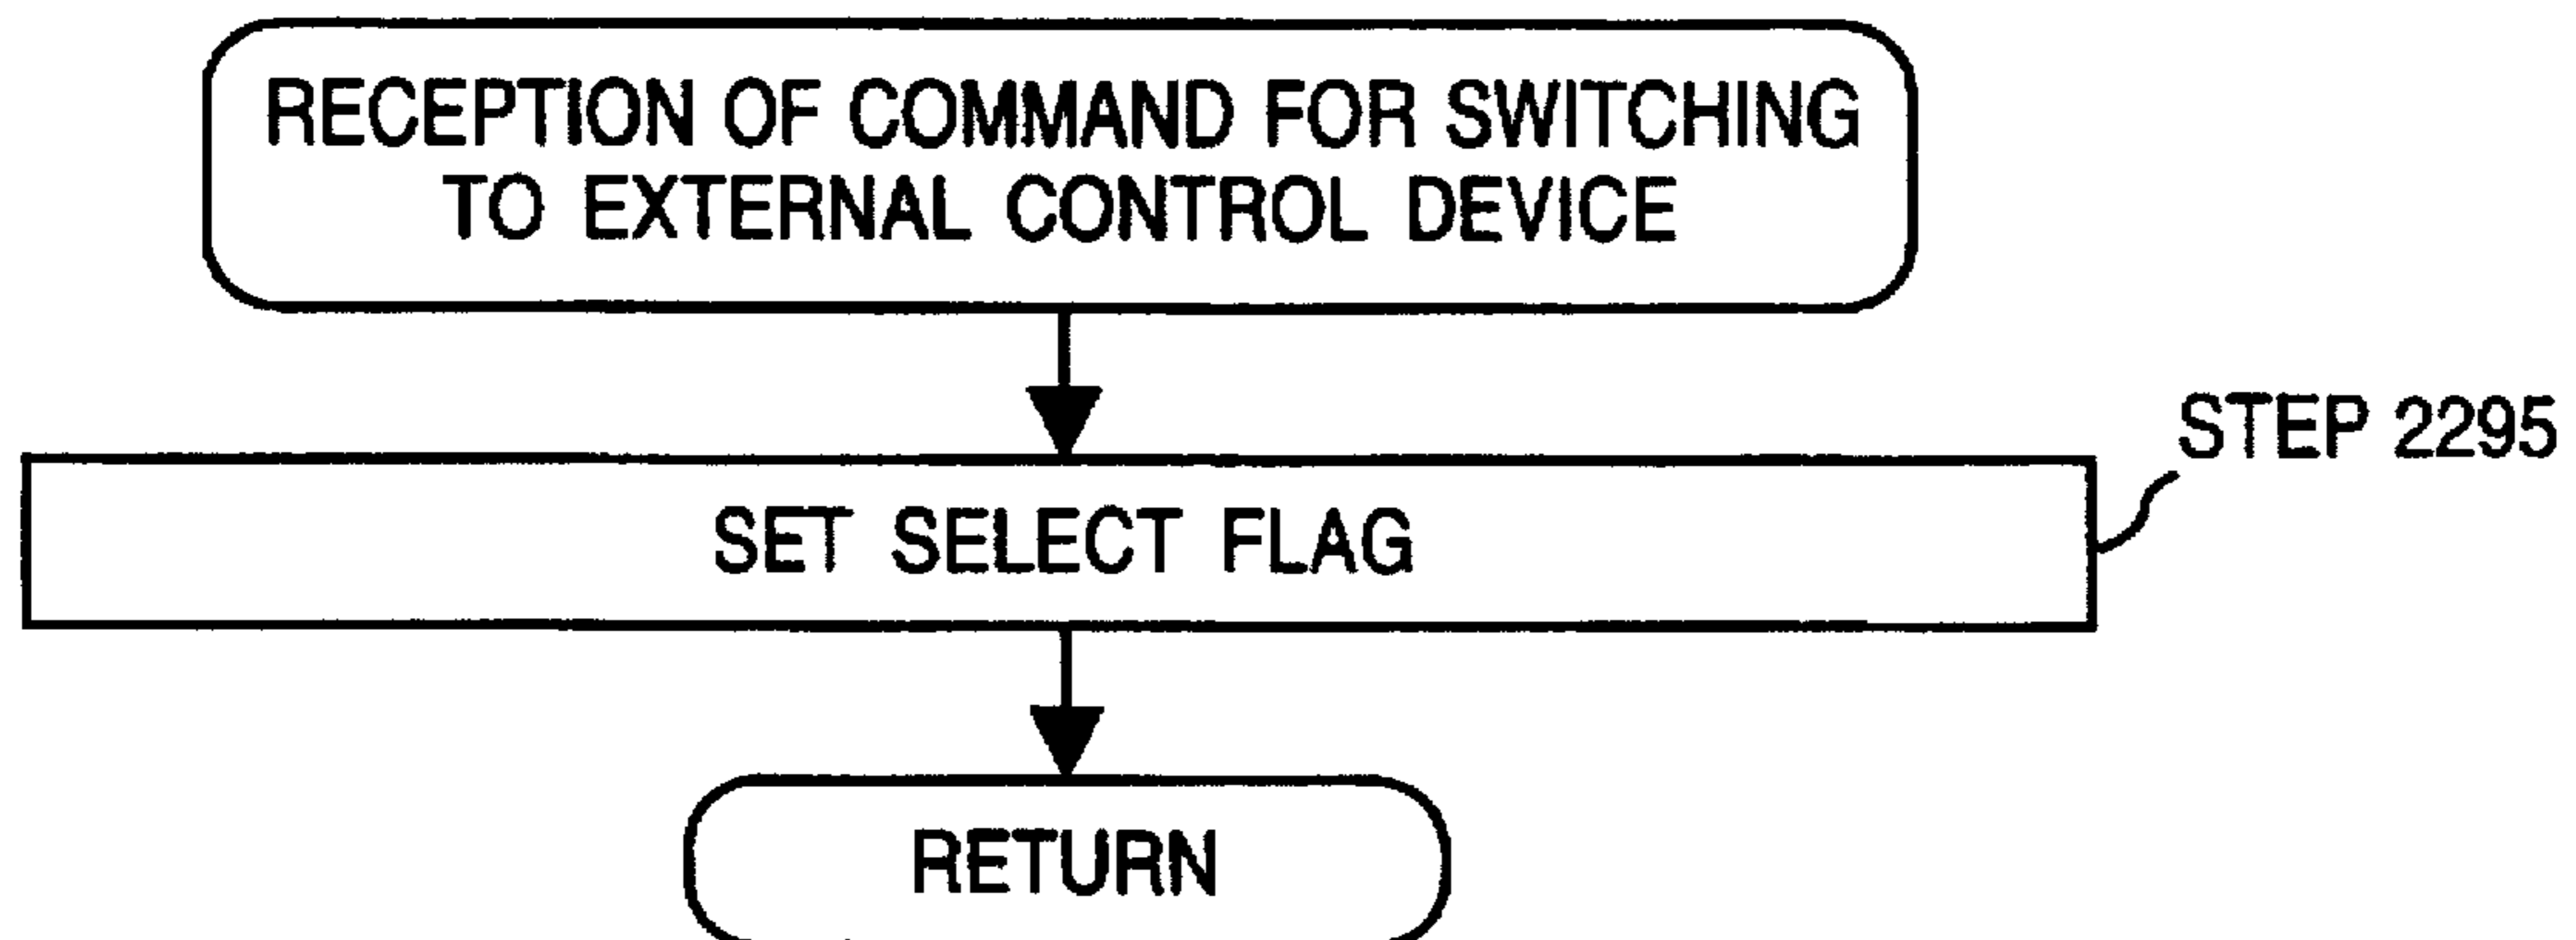 RECEPTION OF COMMAND FOR SWITCHING
TO EXTERNAL CONTROL DEVICE
STEP 2295
SET SELECT FLAG
RETURN